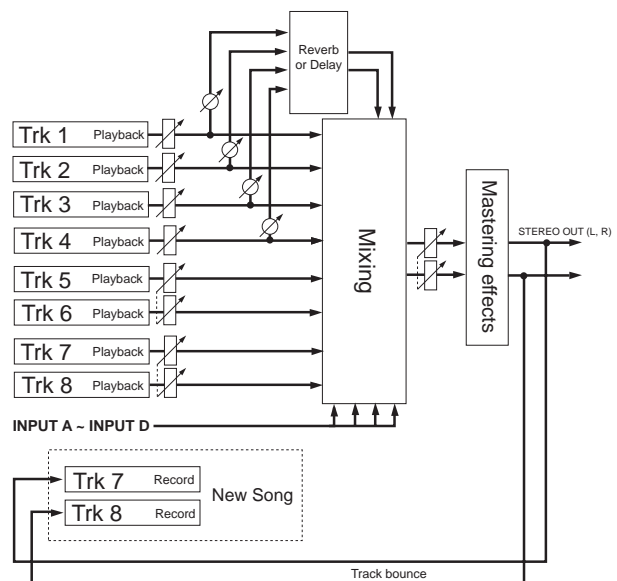 Reverb
or Delay
Trk 1 Playback
Trk 2 Playback
Trk 3 Playback
Trk 4 Playback
Trk 5 Playback
Trk 6 Playback
Trk 7 Playback
Trk 8 Playback
Mixing
Mastering effects
STEREO OUT (L, R)
INPUT A ~ INPUT D
Trk 7 Record
Trk 8 Record
New Song
Track bounce